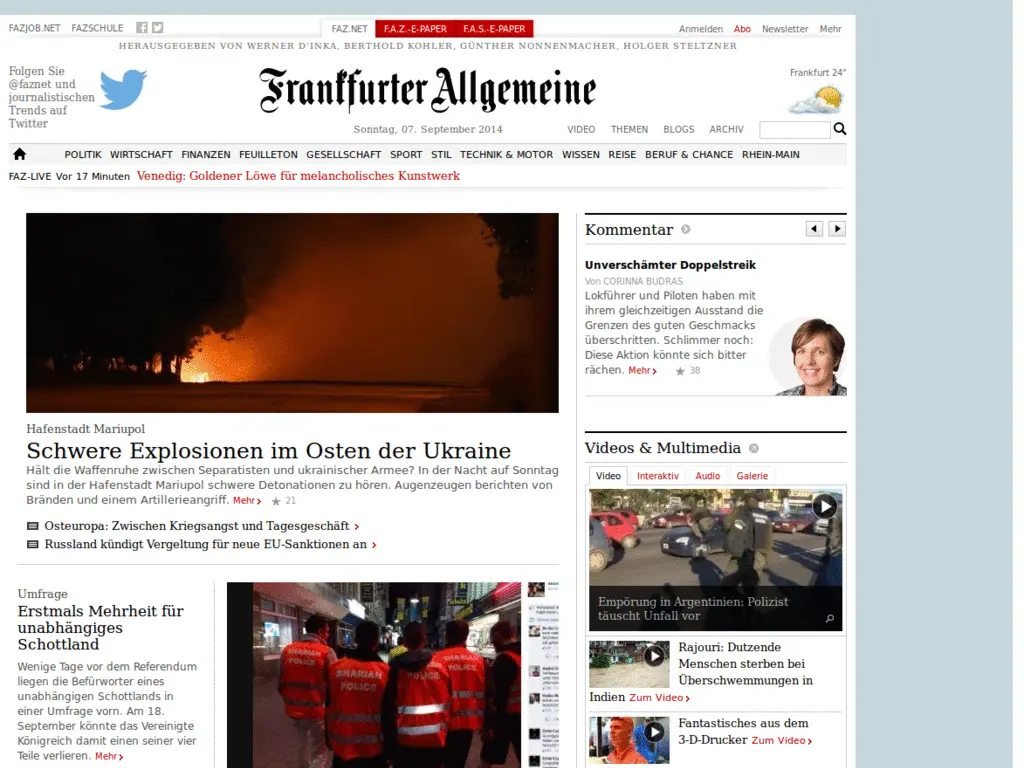 FAZJOB.NET FAZSCHULE
FAZ.NET F.A.Z.-E-PAPER F.A.S.-E-PAPER
Anmelden Abo Newsletter Mehr
HERAUSGEGEBEN VON WERNER D'INKA, BERTHOLD KOHLER, GÜNTHER NONNENMACHER, HOLGER STELTZNER
Folgen Sie
@faznet und
journalistischen
Trends auf
Twitter
Frankfurter Allgemeine
Frankfurt 24°
Sonntag, 07. September 2014
VIDEO THEMEN BLOGS ARCHIV
POLITIK WIRTSCHAFT FINANZEN FEUILLETON GESELLSCHAFT SPORT STIL TECHNIK & MOTOR WISSEN REISE BERUF & CHANCE RHEIN-MAIN
FAZ-LIVE Vor 17 Minuten Venedig: Goldener Löwe für melancholisches Kunstwerk
Hafenstadt Mariupol
Schwere Explosionen im Osten der Ukraine
Hält die Waffenruhe zwischen Separatisten und ukrainischer Armee? In der Nacht auf Sonntag
sind in der Hafenstadt Mariupol schwere Detonationen zu hören. Augenzeugen berichten von
Bränden und einem Artillerieangriff. Mehr 21
Osteuropa: Zwischen Kriegsangst und Tagesgeschäft
Russland kündigt Vergeltung für neue EU-Sanktionen an
Umfrage
Erstmals Mehrheit für
unabhängiges
Schottland
Wenige Tage vor dem Referendum
liegen die Befürworter eines
unabhängigen Schottlands in
einer Umfrage vorn. Am 18.
September könnte das Vereinigte
Königreich damit einen seiner vier
Teile verlieren. Mehr
SHARIAH
POLICE
SHARIAH
POLICE
SHARIAH
POLICE
SHARIAH
POLICE
Kommentar
Unverschämter Doppelstreik
Von CORINNA BUDRAS
Lokführer und Piloten haben mit
ihrem gleichzeitigen Ausstand die
Grenzen des guten Geschmacks
überschritten. Schlimmer noch:
Diese Aktion könnte sich bitter
rächen. Mehr 38
Videos & Multimedia
Video Interaktiv Audio Galerie
Empörung in Argentinien: Polizist
täuscht Unfall vor
Rajouri: Dutzende
Menschen sterben bei
Überschwemmungen in
Indien Zum Video
Fantastisches aus dem
3-D-Drucker Zum Video